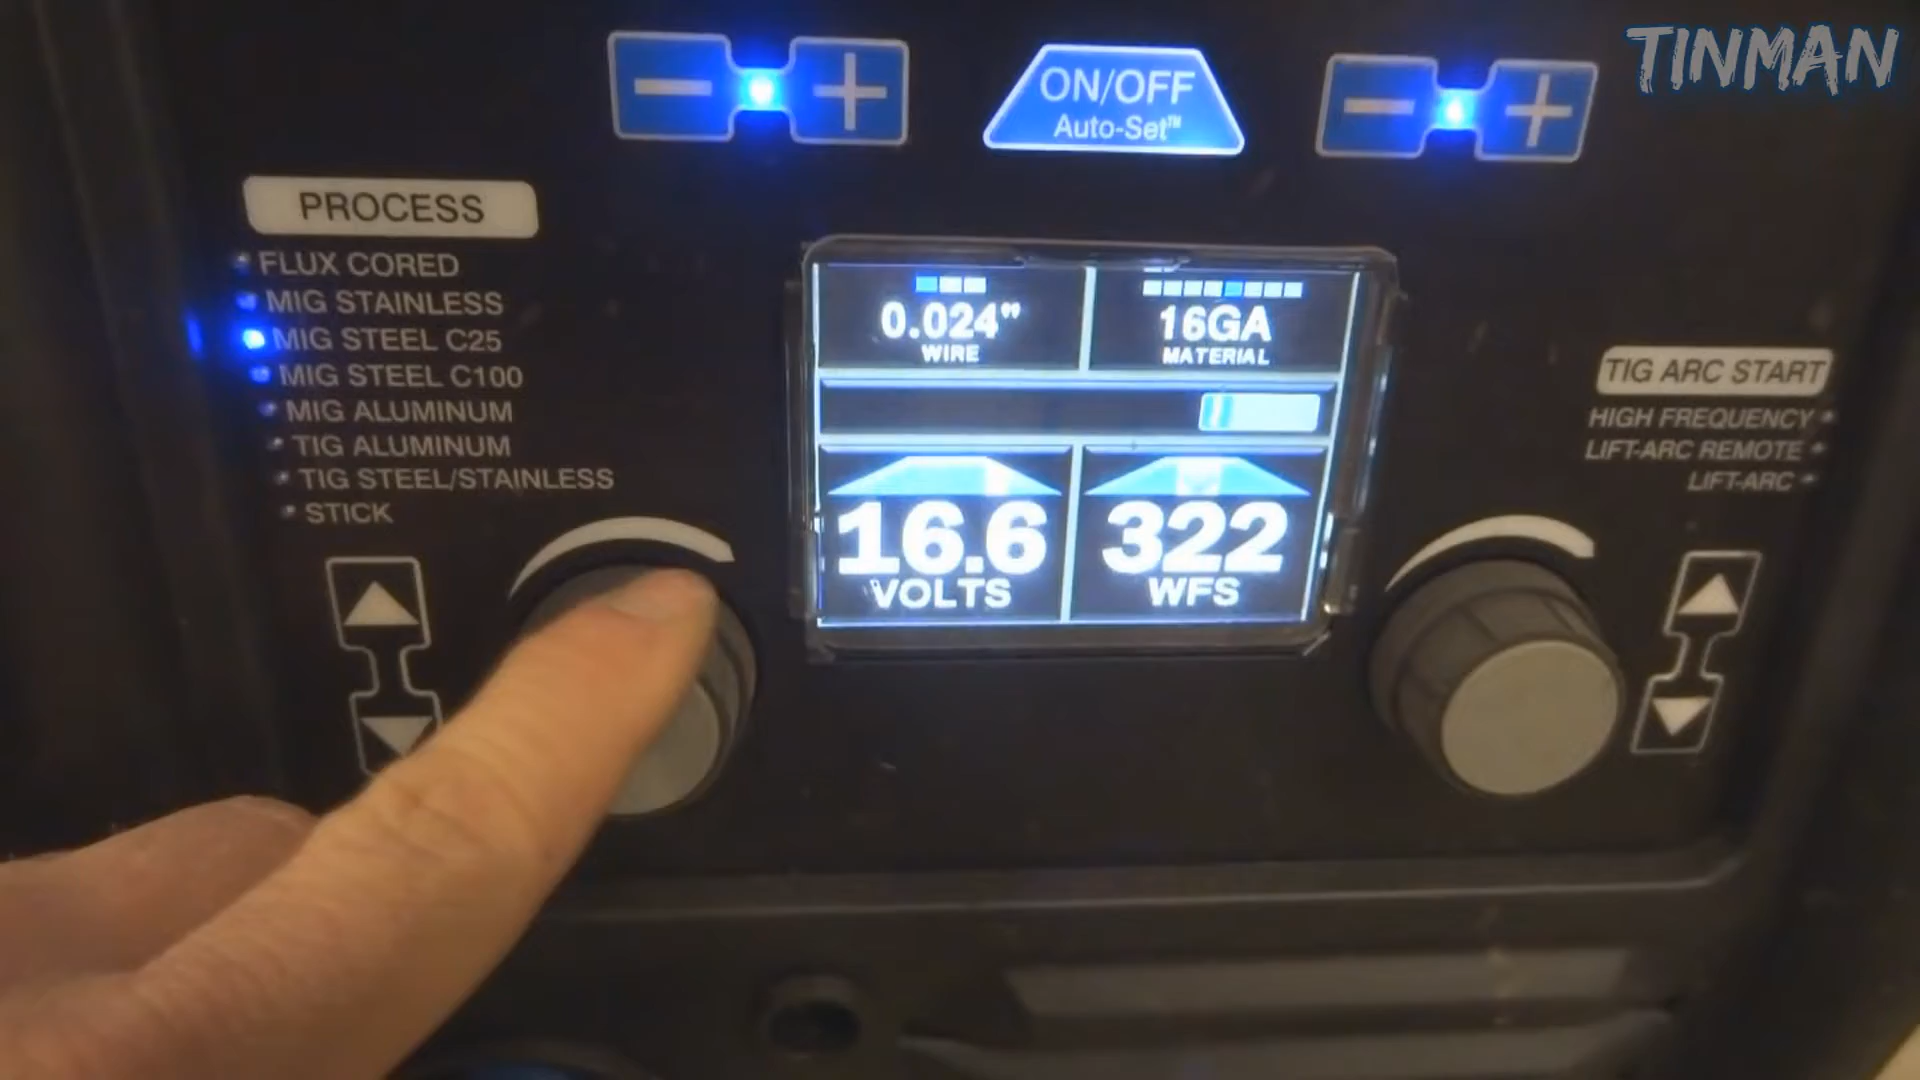 TINMAN
ON/OFF
Auto-Set™
PROCESS
FLUX CORED
MIG STAINLESS
MIG STEEL C25
MIG STEEL C100
MIG ALUMINUM
TIG ALUMINUM
TIG STEEL/STAINLESS
STICK
0.024"
WIRE
16GA
MATERIAL
16.6
VOLTS
322
WFS
TIG ARC START
HIGH FREQUENCY
LIFT-ARC REMOTE
LIFT-ARC